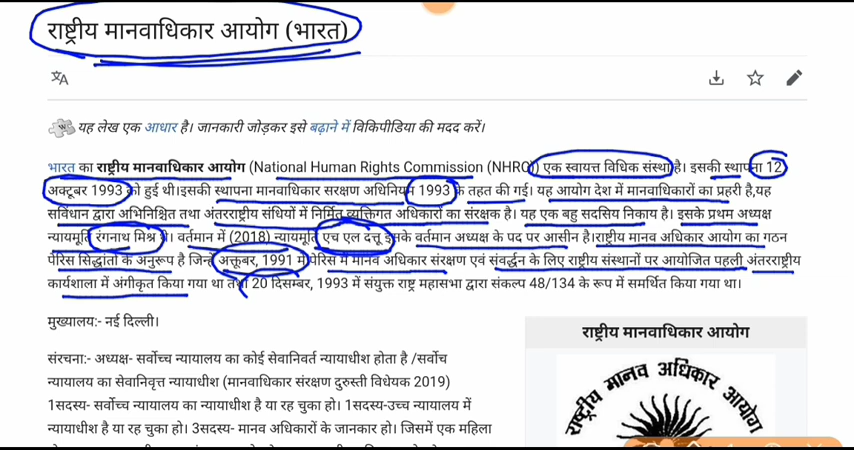 राष्ट्रीय मानवाधिकार आयोग (भारत)
यह लेख एक आधार है। जानकारी जोड़कर इसे बढ़ाने में विकिपीडिया की मदद करें।
भारत का राष्ट्रीय मानवाधिकार आयोग (National Human Rights Commission (NHRC)) एक स्वायत्त विधिक संस्था है। इसकी स्थापना 12
अक्टूबर 1993 को हुई थी।इसकी स्थापना मानवाधिकार सरक्षण अधिनियम 1993 के तहत की गई। यह आयोग देश में मानवाधिकारों का प्रहरी है,यह
सविंधान द्वारा अभिनिश्चित तथा अंतरराष्ट्रीय संधियों में निर्मित व्यक्तिगत अधिकारों का संरक्षक है। यह एक बहु सदसिय निकाय है। इसके प्रथम अध्यक्ष
न्यायमूर्ति रंगनाथ मिश्र थे। वर्तमान में (2018) न्यायमूर्ति एच एल दत्तू इसके वर्तमान अध्यक्ष के पद पर आसीन है।राष्ट्रीय मानव अधिकार आयोग का गठन
पेरिस सिद्धांतों के अनुरूप है जिन्हें अक्तूबर, 1991 में पेरिस में मानव अधिकार संरक्षण एवं संवर्द्धन के लिए राष्ट्रीय संस्थानों पर आयोजित पहली अंतरराष्ट्रीय
कार्यशाला में अंगीकृत किया गया था तथा 20 दिसम्बर, 1993 में संयुक्त राष्ट्र महासभा द्वारा संकल्प 48/134 के रूप में समर्थित किया गया था।
मुख्यालय:- नई दिल्ली।
संरचना:- अध्यक्ष- सर्वोच्च न्यायालय का कोई सेवानिवर्त न्यायाधीश होता है /सर्वोच
न्यायालय का सेवानिवृत्त न्यायाधीश (मानवाधिकार संरक्षण दुरुस्ती विधेयक 2019)
1सदस्य- सर्वोच्च न्यायालय का न्यायाधीश है या रह चुका हो। 1सदस्य-उच्च न्यायालय में
न्यायाधीश है या रह चुका हो। 3सदस्य- मानव अधिकारों के जानकार हो। जिसमें एक महिला
राष्ट्रीय मानवाधिकार आयोग
राष्ट्रीय मानव अधिकार आयोग